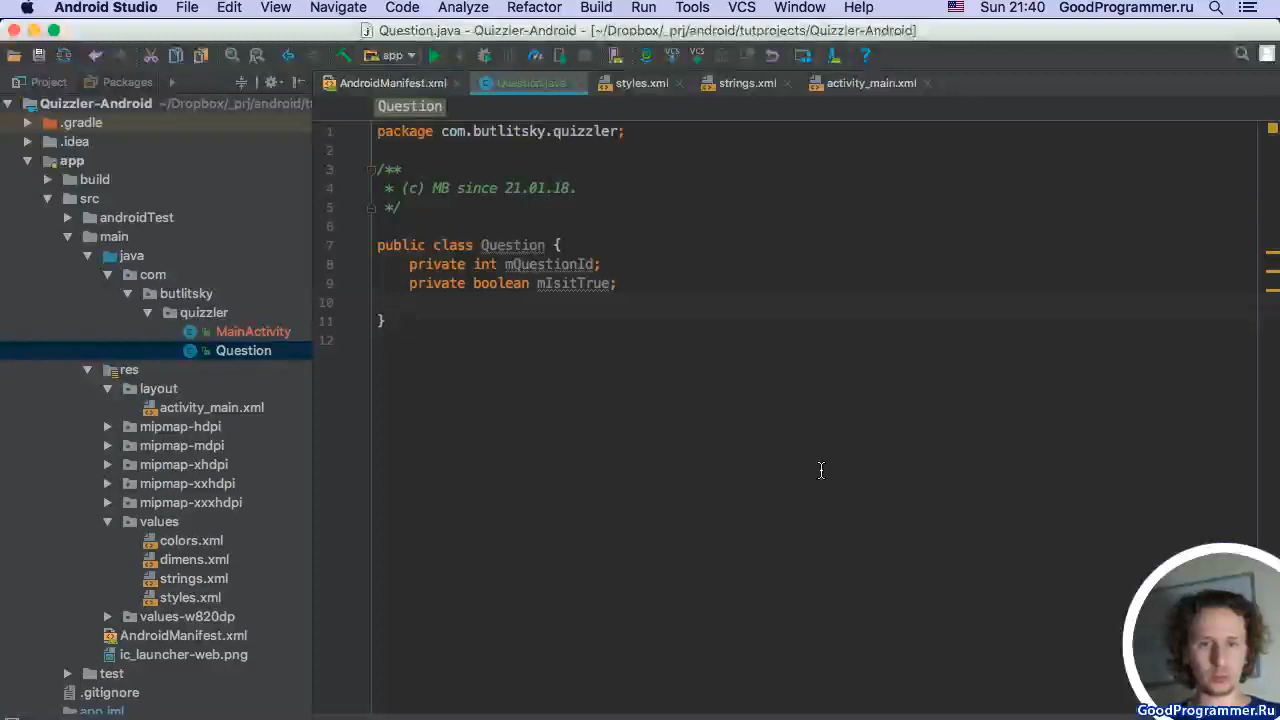 Android Studio File Edit View Navigate Code Analyze Refactor Build Run Tools VCS Window Help Sun 21:40 GoodProgrammer.ru
Question.java - Quizzler-Android - [~/Dropbox/_prj/android/tutprojects/Quizzler-Android]
app
Project Packages
AndroidManifest.xml Question.java styles.xml strings.xml activity_main.xml
Quizzler-Android ~/Dropbox/_prj/android/t
.gradle
.idea
app
build
src
androidTest
main
java
com
butlitsky
quizzler
MainActivity
Question
res
layout
activity_main.xml
mipmap-hdpi
mipmap-mdpi
mipmap-xhdpi
mipmap-xxhdpi
mipmap-xxxhdpi
values
colors.xml
dimens.xml
strings.xml
styles.xml
values-w820dp
AndroidManifest.xml
ic_launcher-web.png
test
.gitignore
app.iml
Question
1 package com.butlitsky.quizzler;
2
3 /**
4 * (c) MB since 21.01.18.
5 */
6
7 public class Question {
8 private int mQuestionId;
9 private boolean mIsitTrue;
10
11 }
12
GoodProgrammer.Ru